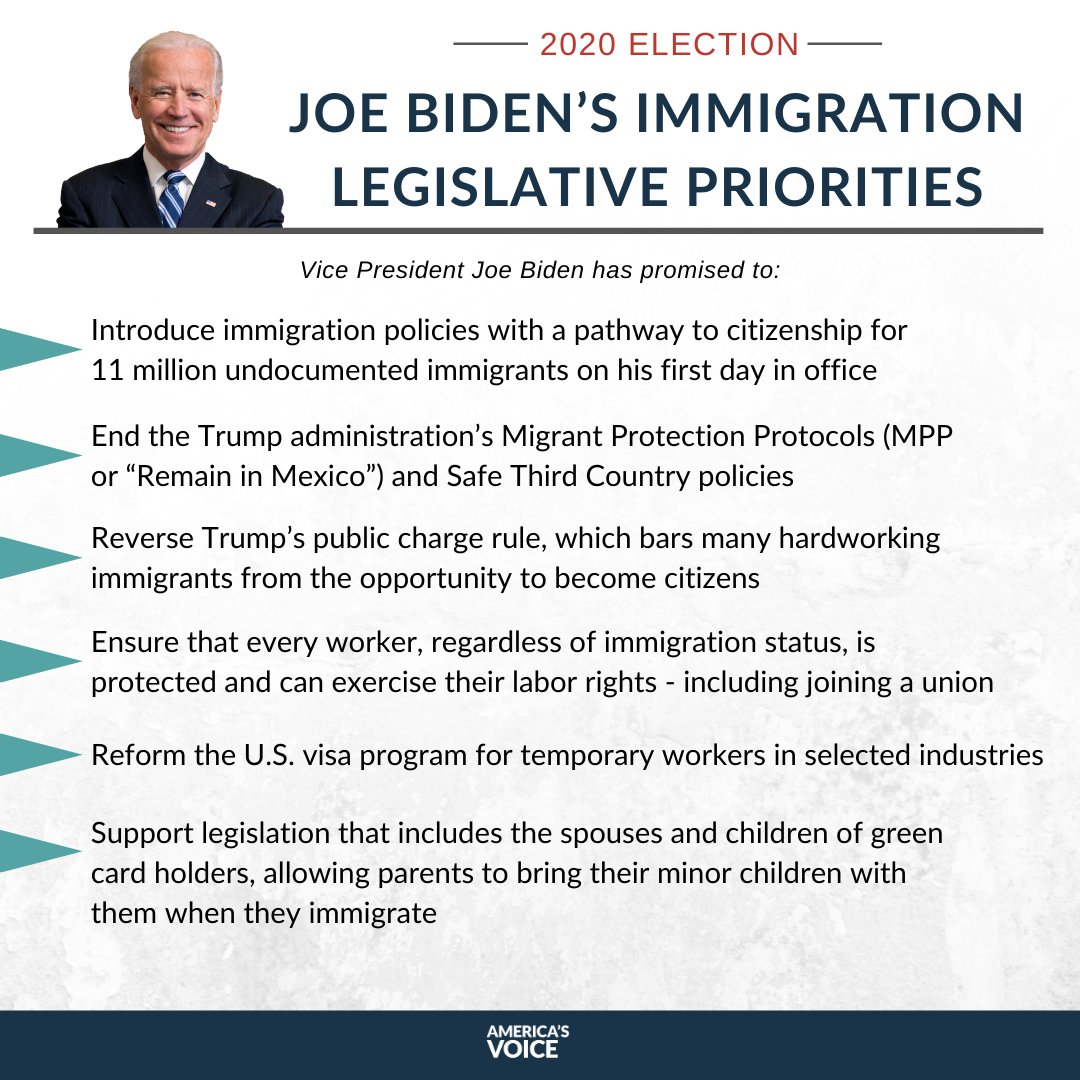 2020 ELECTION
JOE BIDEN’S IMMIGRATION
LEGISLATIVE PRIORITIES
Vice President Joe Biden has promised to:
Introduce immigration policies with a pathway to citizenship for
11 million undocumented immigrants on his first day in office
End the Trump administration’s Migrant Protection Protocols (MPP
or “Remain in Mexico”) and Safe Third Country policies
Reverse Trump’s public charge rule, which bars many hardworking
immigrants from the opportunity to become citizens
Ensure that every worker, regardless of immigration status, is
protected and can exercise their labor rights - including joining a union
Reform the U.S. visa program for temporary workers in selected industries
Support legislation that includes the spouses and children of green
card holders, allowing parents to bring their minor children with
them when they immigrate
AMERICA’S
VOICE